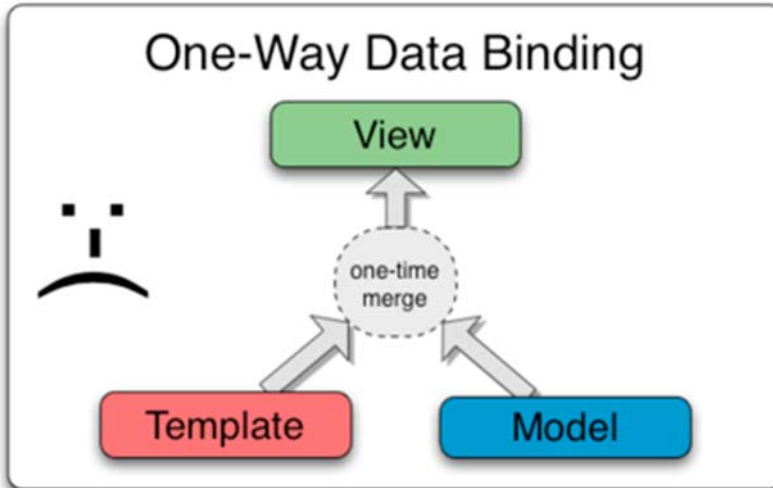 One-Way Data Binding
View
one-time
merge
Template
Model